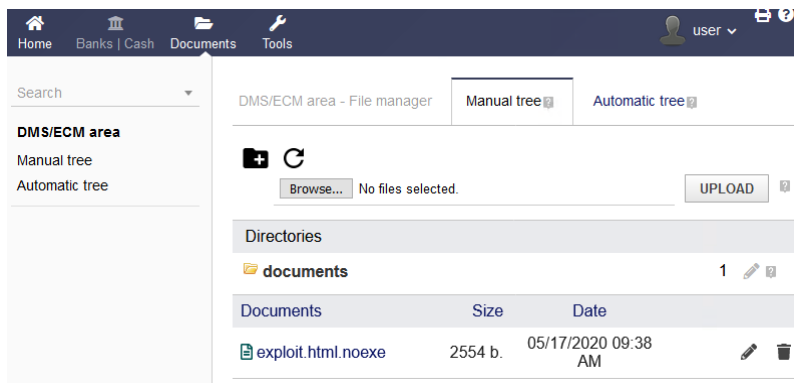 Home Banks | Cash Documents Tools user
Search
DMS/ECM area
Manual tree
Automatic tree
DMS/ECM area - File manager Manual tree Automatic tree
Browse... No files selected. UPLOAD
Directories
documents 1
Documents Size Date
exploit.html.noexe 2554 b. 05/17/2020 09:38
AM